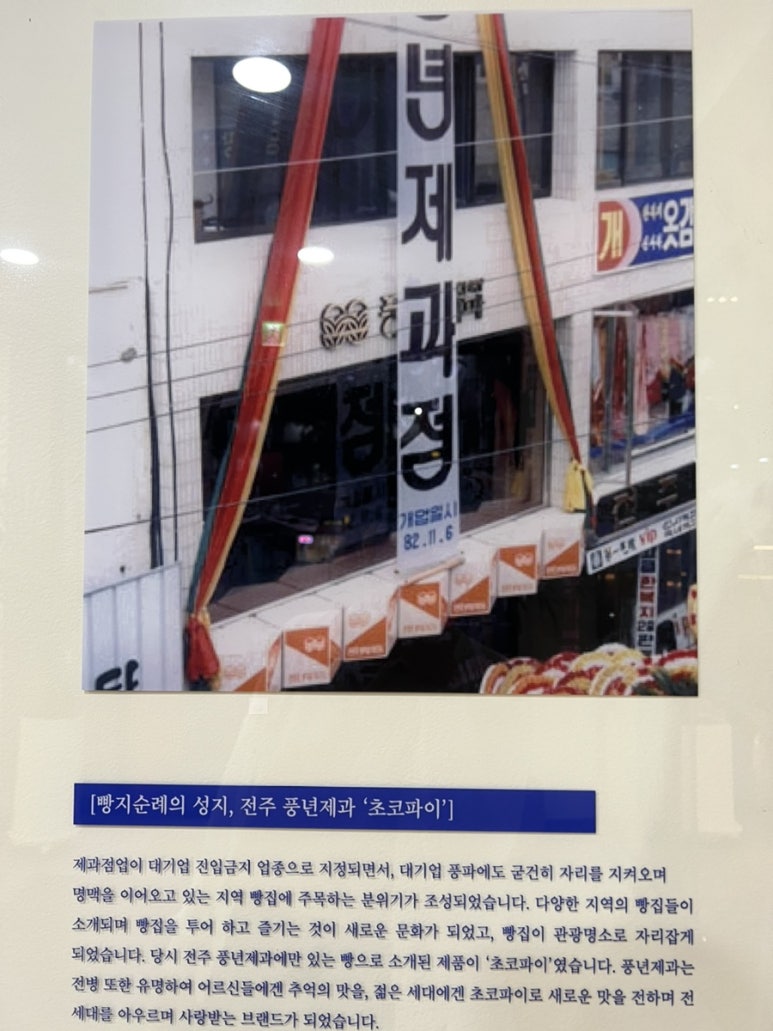 년제과점
개업일시
82.11.6
풍
개
옷감
VIP
[빵지순례의 성지, 전주 풍년제과 ‘초코파이’]
제과점업이 대기업 진입금지 업종으로 지정되면서, 대기업 풍파에도 굳건히 자리를 지켜오며
명맥을 이어오고 있는 지역 빵집에 주목하는 분위기가 조성되었습니다. 다양한 지역의 빵집들이
소개되며 빵집을 투어 하고 즐기는 것이 새로운 문화가 되었고, 빵집이 관광명소로 자리잡게
되었습니다. 당시 전주 풍년제과에만 있는 빵으로 소개된 제품이 ‘초코파이’였습니다. 풍년제과는
전병 또한 유명하여 어르신들에겐 추억의 맛을, 젊은 세대에겐 초코파이로 새로운 맛을 전하며 전
세대를 아우르며 사랑받는 브랜드가 되었습니다.